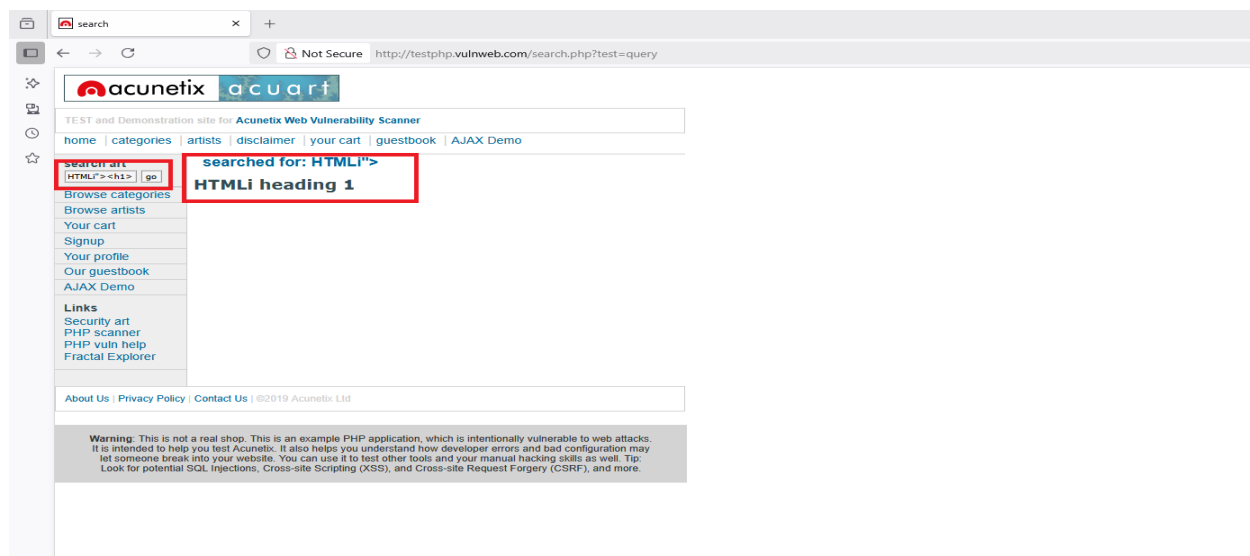 search
Not Secure http://testphp.vulnweb.com/search.php?test=query
acunetix acuart
TEST and Demonstration site for Acunetix Web Vulnerability Scanner
home | categories | artists | disclaimer | your cart | guestbook | AJAX Demo
search art
HTMLi"><h1> go
Browse categories
Browse artists
Your cart
Signup
Your profile
Our guestbook
AJAX Demo
Links
Security art
PHP scanner
PHP vuln help
Fractal Explorer
searched for: HTMLi">
HTMLi heading 1
About Us | Privacy Policy | Contact Us | ©2019 Acunetix Ltd
Warning: This is not a real shop. This is an example PHP application, which is intentionally vulnerable to web attacks.
It is intended to help you test Acunetix. It also helps you understand how developer errors and bad configuration may
let someone break into your website. You can use it to test other tools and your manual hacking skills as well. Tip:
Look for potential SQL Injections, Cross-site Scripting (XSS), and Cross-site Request Forgery (CSRF), and more.